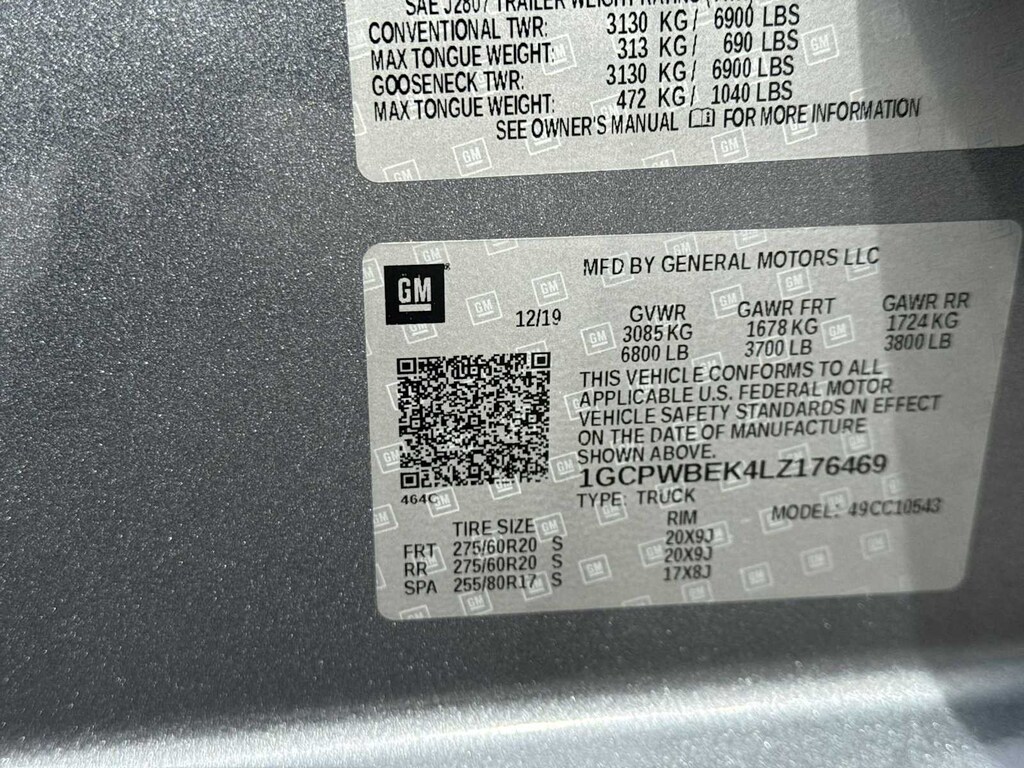 SAE J2807 TRAILER WEIGHT RATING
CONVENTIONAL TWR: 3130 KG/ 6900 LBS
MAX TONGUE WEIGHT: 313 KG/ 690 LBS
GOOSENECK TWR: 3130 KG/ 6900 LBS
MAX TONGUE WEIGHT: 472 KG/ 1040 LBS
SEE OWNER'S MANUAL FOR MORE INFORMATION
GM
MFD BY GENERAL MOTORS LLC
12/19
GVWR GAWR FRT GAWR RR
3085 KG 1678 KG 1724 KG
6800 LB 3700 LB 3800 LB
THIS VEHICLE CONFORMS TO ALL
APPLICABLE U.S. FEDERAL MOTOR
VEHICLE SAFETY STANDARDS IN EFFECT
ON THE DATE OF MANUFACTURE
SHOWN ABOVE.
1GCPWBEK4LZ176469
464C
TYPE: TRUCK MODEL: 49CC10543
TIRE SIZE RIM
FRT 275/60R20 S 20X9J
RR 275/60R20 S 20X9J
SPA 255/80R17 S 17X8J